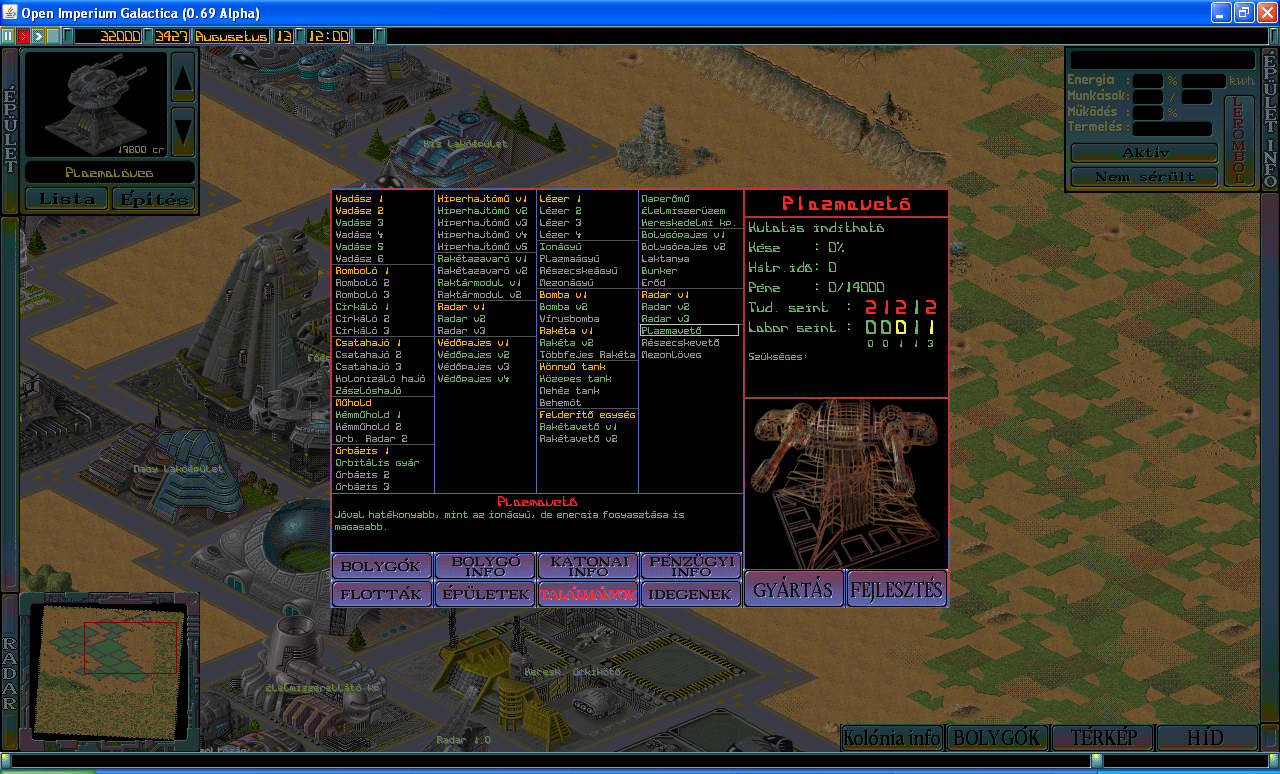 Open Imperium Galactica (0.69 Alpha)
32000 3427 Augusztus 13 12:00
ÉPÜLET
17800 cr
Plazmalöveg
Lista Építés
Kis lakóépület
Energia : % kwh
Munkások: /
Működés : %
Termelés :
Aktív
Nem sérült
LEROMBOL
ÉPÜLET INFO
Nagy Lakóépület
Vadász 1
Vadász 2
Vadász 3
Vadász 4
Vadász 5
Vadász 6
Romboló 1
Romboló 2
Romboló 3
Cirkáló 1
Cirkáló 2
Cirkáló 3
Csatahajó 1
Csatahajó 2
Csatahajó 3
Kolonizáló hajó
Zászlóshajó
Műhold
Kémműhold 1
Kémműhold 2
Orb. Radar 2
Űrbázis 1
Orbitális gyár
Űrbázis 2
Űrbázis 3
Hiperhajtómű v1
Hiperhajtómű v2
Hiperhajtómű v3
Hiperhajtómű v4
Hiperhajtómű v5
Rakétazavaró v1
Rakétazavaró v2
Raktármodul v1
Raktármodul v2
Radar v1
Radar v2
Radar v3
Védőpajzs v1
Védőpajzs v2
Védőpajzs v3
Védőpajzs v4
Lézer 1
Lézer 2
Lézer 3
Lézer 4
Ionágyú
Plazmaágyú
Részecskeágyú
Mezonágyú
Bomba v1
Bomba v2
Vírusbomba
Rakéta v1
Rakéta v2
Többfejes Rakéta
Könnyű tank
Közepes tank
Nehéz tank
Behemót
Felderítő egység
Rakétavető v1
Rakétavető v2
Naperőmű
Élelmiszerüzem
Kereskedelmi kp.
Bolygópajzs v1
Bolygópajzs v2
Laktanya
Bunker
Erőd
Radar v1
Radar v2
Radar v3
Plazmavető
Részecskevető
MezonLöveg
Plazmavető
Kutatás indítható
Kész : 0%
Hátr.idő: 0
Pénz : 0/14000
Tud. szint : 21212
Labor szint : 00011
0 0 1 1 3
Szükséges:
Plazmavető
Jóval hatékonyabb, mint az ionágyú, de energia fogyasztása is
magasabb.
BOLYGÓK
BOLYGÓ INFO
KATONAI INFO
PÉNZÜGYI INFO
FLOTTÁK
ÉPÜLETEK
TALÁLMÁNYOK
IDEGENEK
GYÁRTÁS
FEJLESZTÉS
RADAR
Élelmiszerellátó kp
Keresk. űrkikötő
Radar 1.0
Kolónia info BOLYGÓK TÉRKÉP HÍD